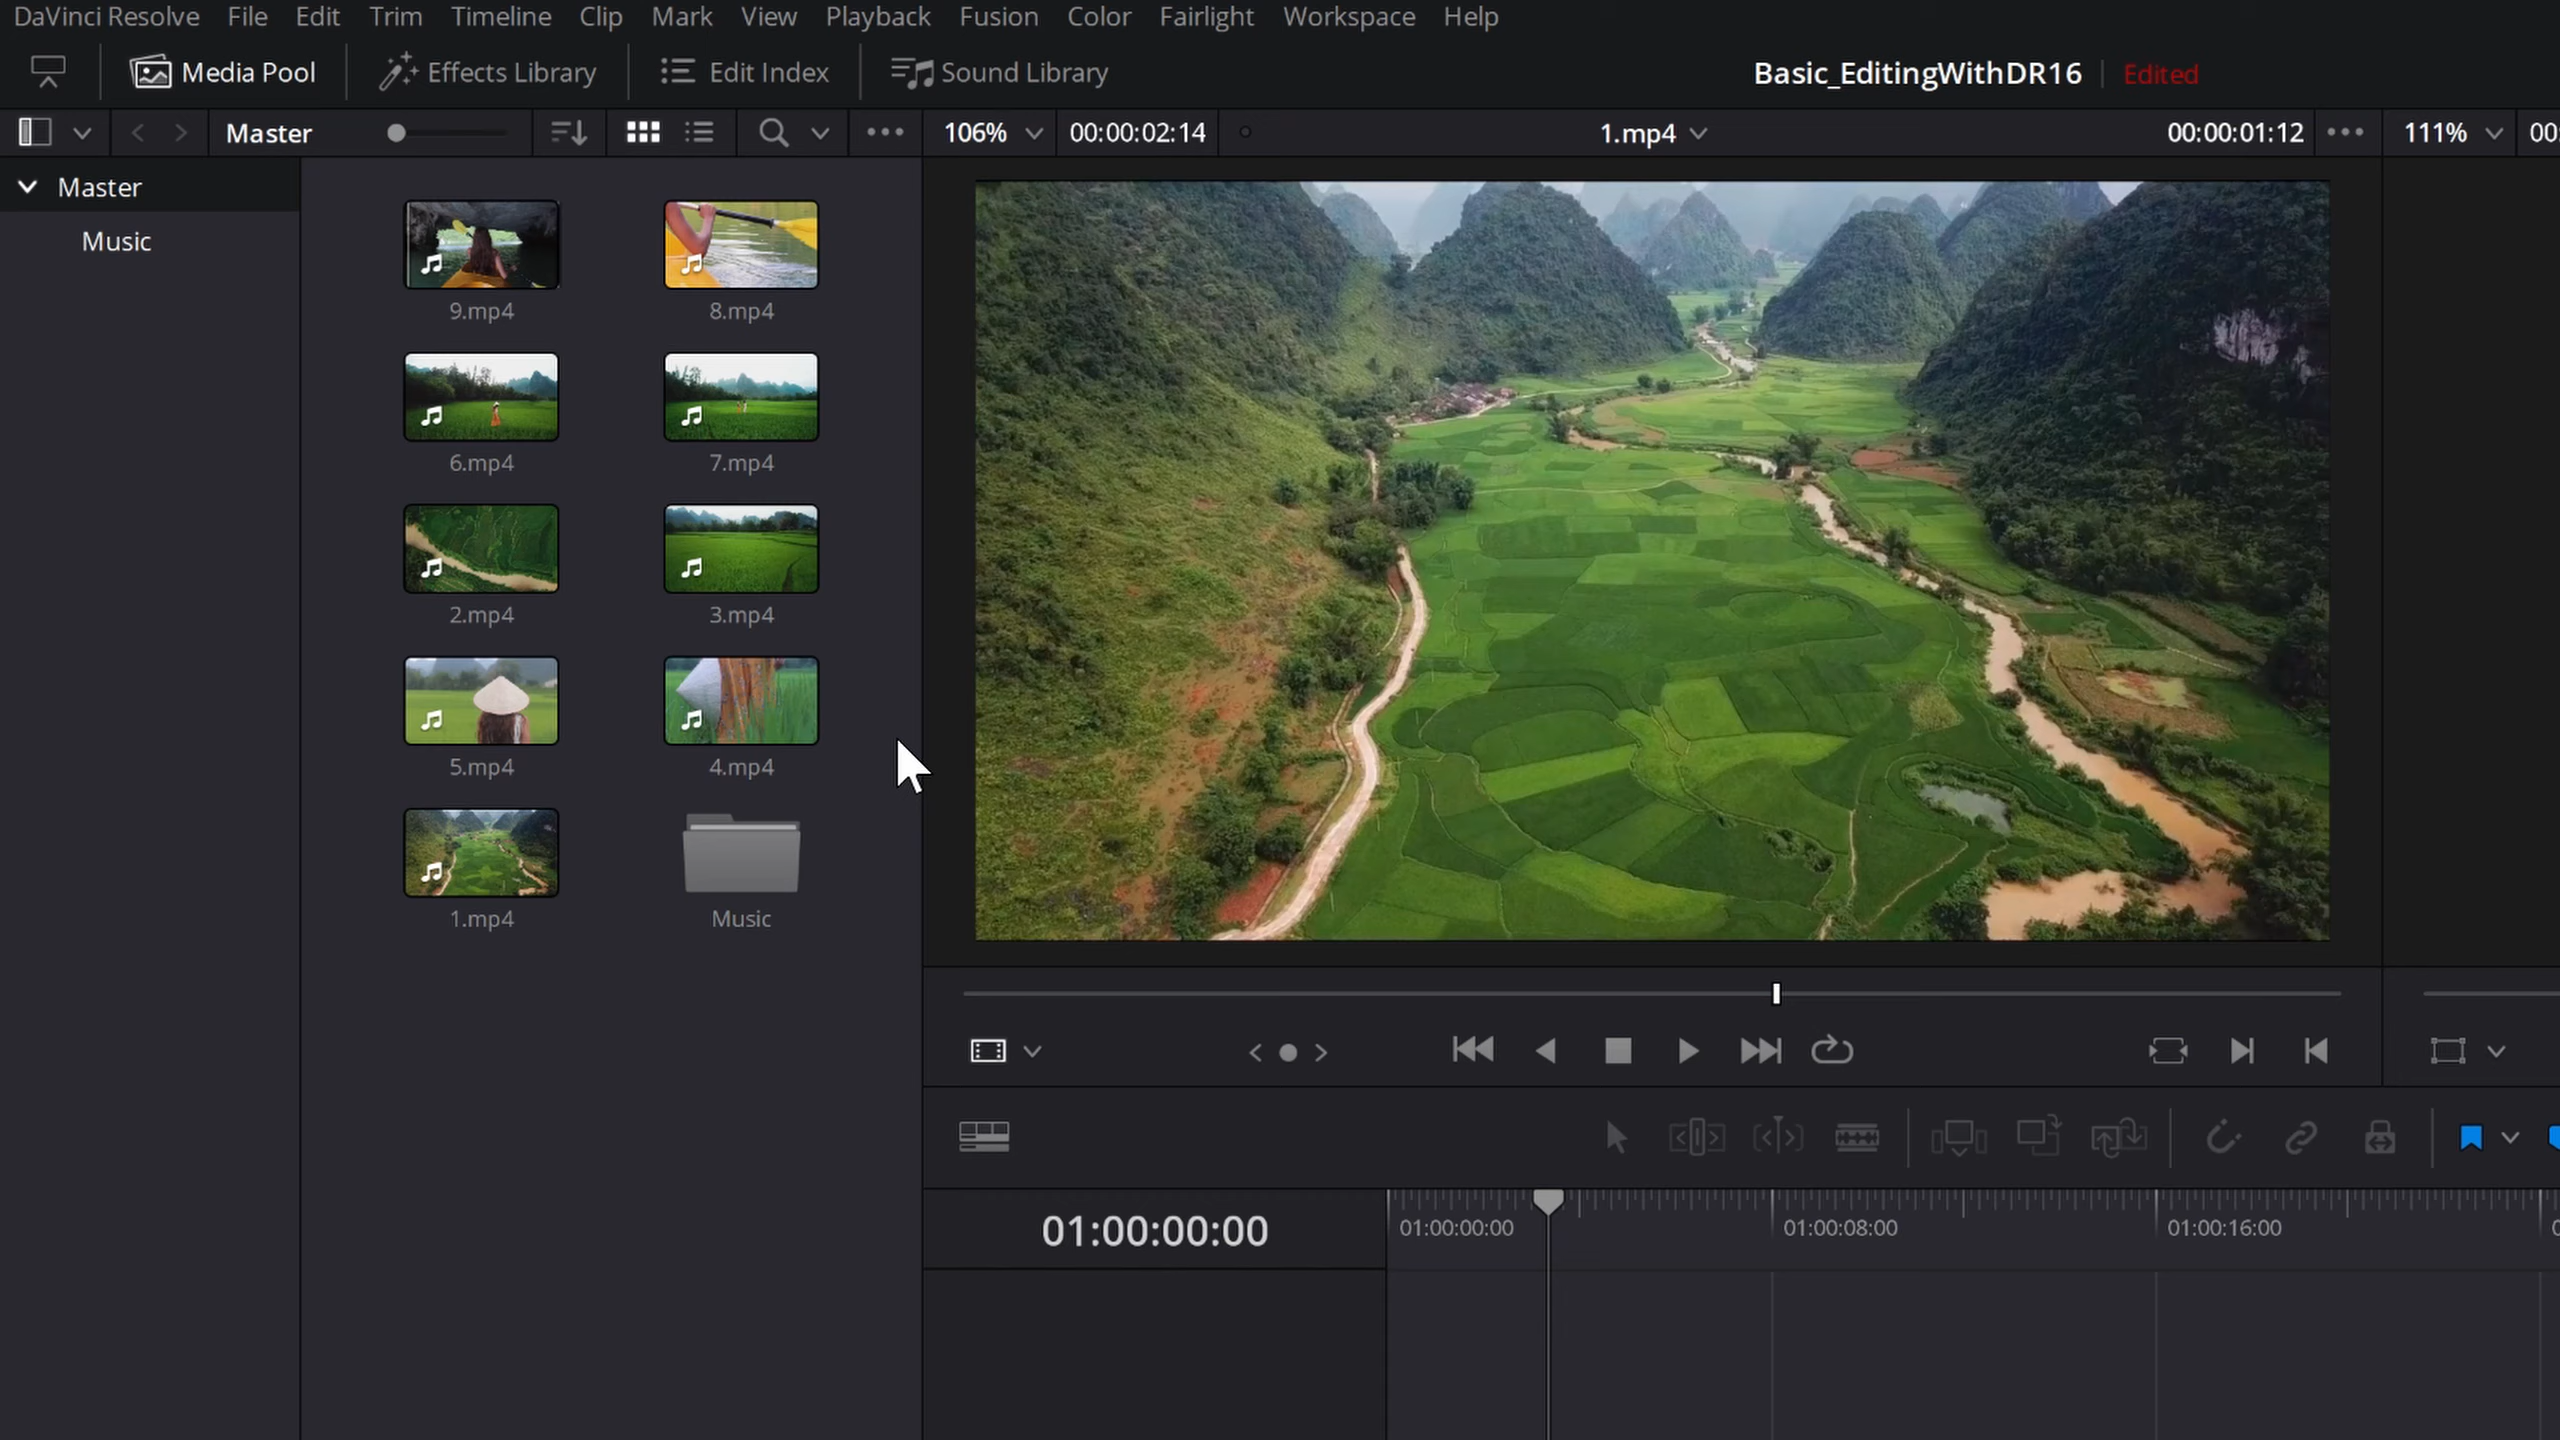 DaVinci Resolve File Edit Trim Timeline Clip Mark View Playback Fusion Color Fairlight Workspace Help
Media Pool Effects Library Edit Index Sound Library Basic_EditingWithDR16 Edited
Master 106% 00:00:02:14 1.mp4 00:00:01:12 111% 00:
Master
Music
9.mp4 8.mp4
6.mp4 7.mp4
2.mp4 3.mp4
5.mp4 4.mp4
1.mp4 Music
01:00:00:00 01:00:00:00 01:00:08:00 01:00:16:00